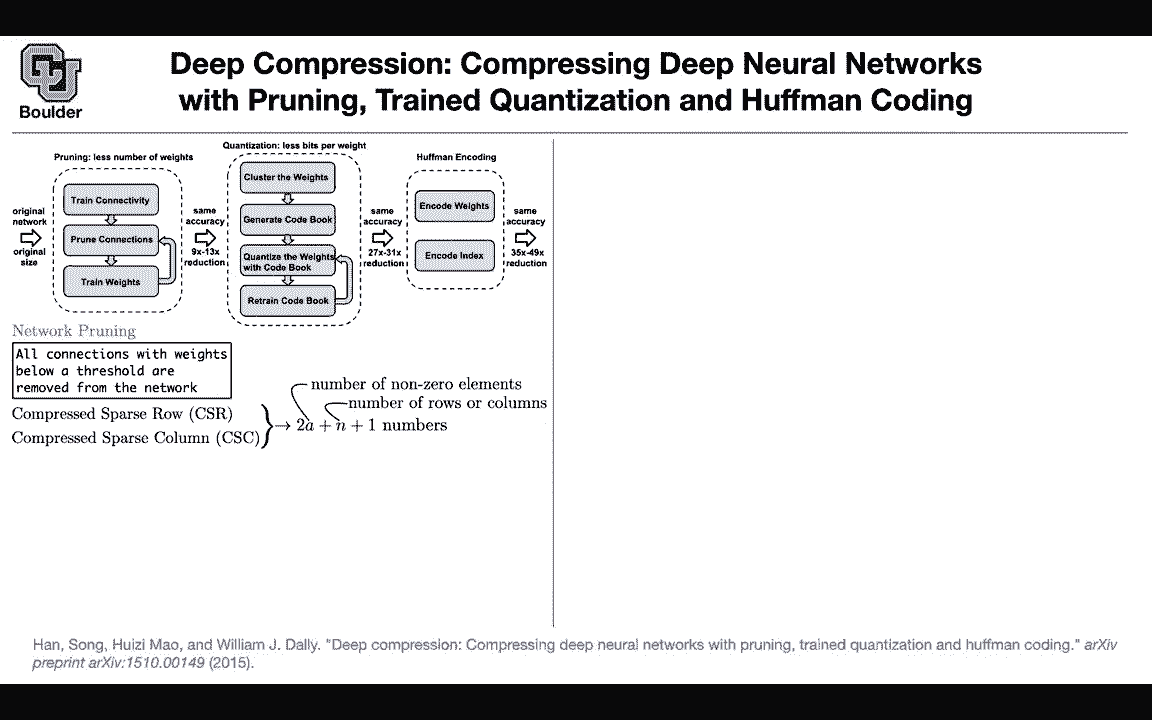 Boulder
Deep Compression: Compressing Deep Neural Networks
with Pruning, Trained Quantization and Huffman Coding
Pruning: less number of weights
Train Connectivity
Prune Connections
Train Weights
original
network
original
size
same
accuracy
9x-13x
reduction
Quantization: less bits per weight
Cluster the Weights
Generate Code Book
Quantize the Weights
with Code Book
Retrain Code Book
same
accuracy
27x-31x
reduction
Huffman Encoding
Encode Weights
Encode Index
same
accuracy
35x-49x
reduction
Network Pruning
All connections with weights
below a threshold are
removed from the network
Compressed Sparse Row (CSR)
Compressed Sparse Column (CSC)
number of non-zero elements
number of rows or columns
→ 2a + n + 1 numbers
Han, Song, Huizi Mao, and William J. Dally. "Deep compression: Compressing deep neural networks with pruning, trained quantization and huffman coding." arXiv
preprint arXiv:1510.00149 (2015).